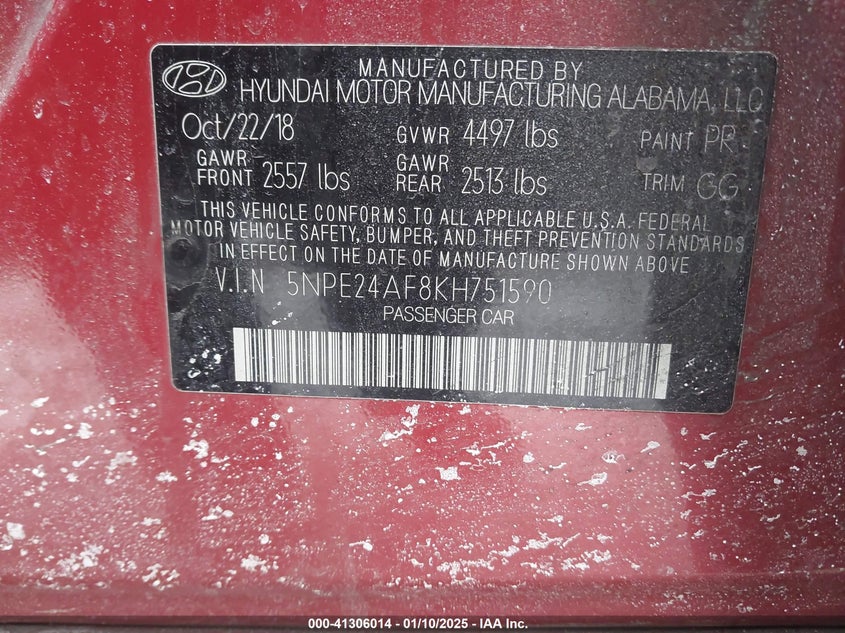 MANUFACTURED BY
HYUNDAI MOTOR MANUFACTURING ALABAMA, LLC
Oct/22/18 GVWR 4497 lbs PAINT PR
GAWR FRONT 2557 lbs GAWR REAR 2513 lbs TRIM GG
THIS VEHICLE CONFORMS TO ALL APPLICABLE U.S.A. FEDERAL
MOTOR VEHICLE SAFETY, BUMPER, AND THEFT PREVENTION STANDARDS
IN EFFECT ON THE DATE OF MANUFACTURE SHOWN ABOVE
V.I.N 5NPE24AF8KH751590
PASSENGER CAR
000-41306014 - 01/10/2025 - IAA Inc.